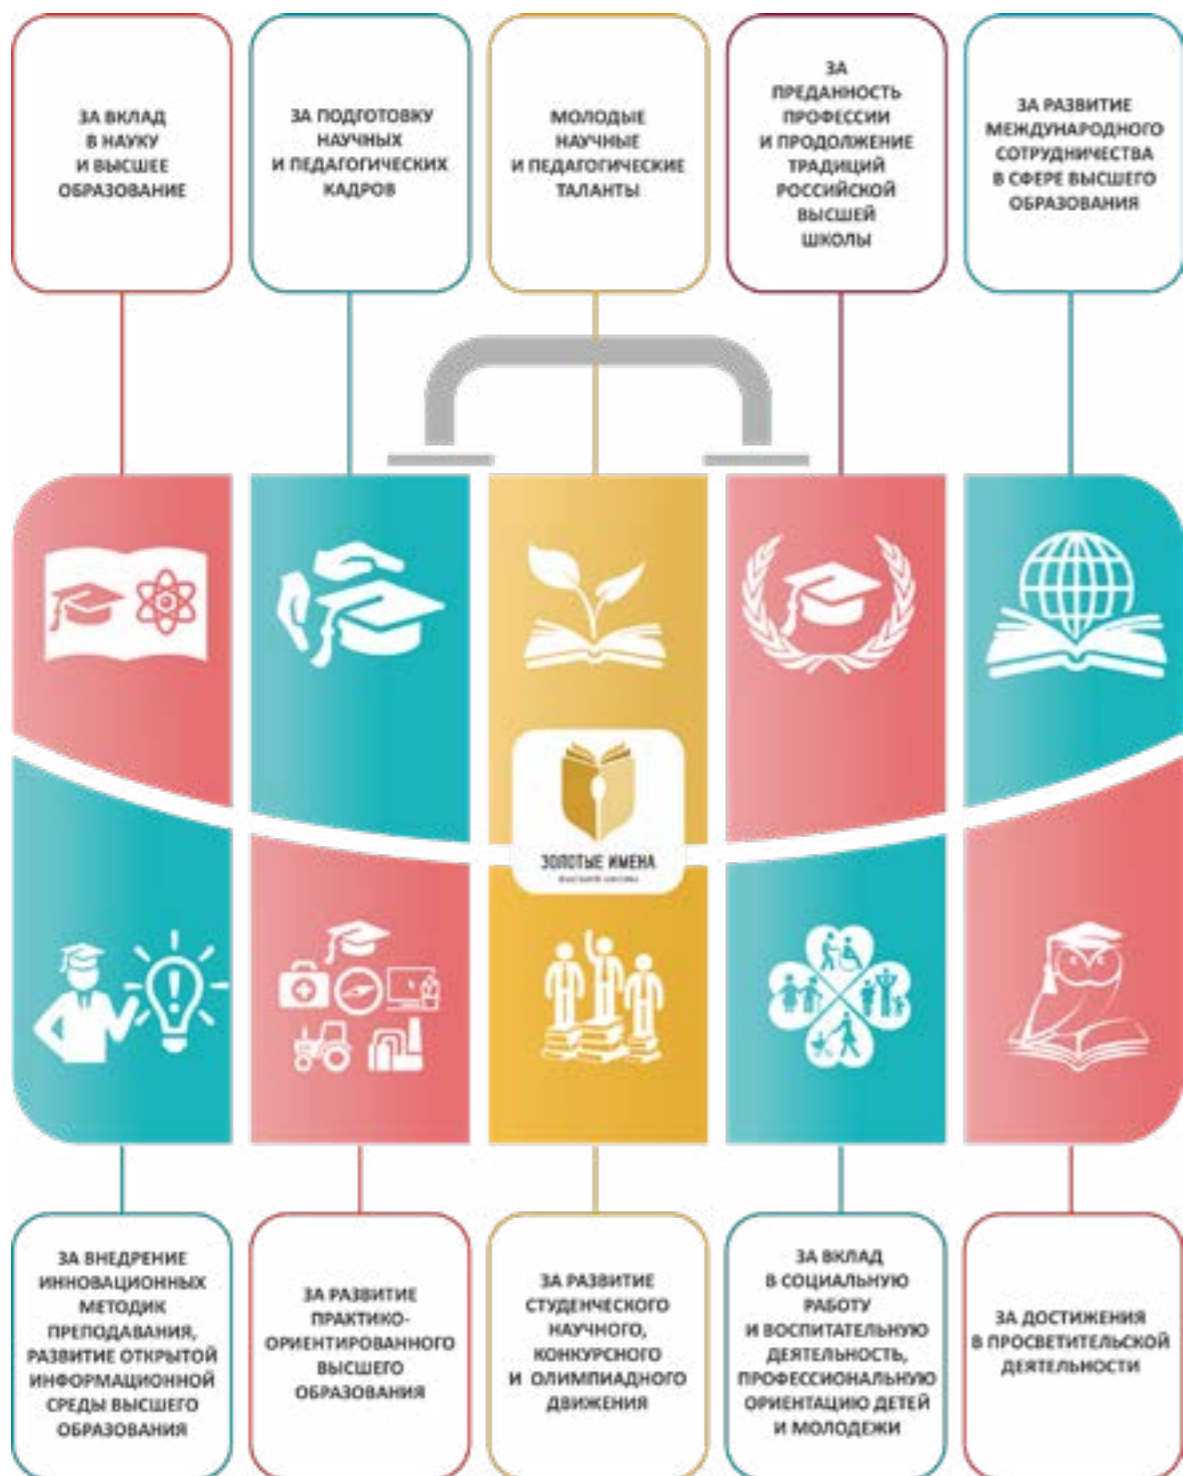 ЗА ВКЛАД
В НАУКУ
И ВЫСШЕЕ
ОБРАЗОВАНИЕ
ЗА ПОДГОТОВКУ
НАУЧНЫХ
И ПЕДАГОГИЧЕСКИХ
КАДРОВ
МОЛОДЫЕ
НАУЧНЫЕ
И ПЕДАГОГИЧЕСКИЕ
ТАЛАНТЫ
ЗА
ПРЕДАННОСТЬ
ПРОФЕССИИ
И ПРОДОЛЖЕНИЕ
ТРАДИЦИЙ
РОССИЙСКОЙ
ВЫСШЕЙ
ШКОЛЫ
ЗА РАЗВИТИЕ
МЕЖДУНАРОДНОГО
СОТРУДНИЧЕСТВА
В СФЕРЕ ВЫСШЕГО
ОБРАЗОВАНИЯ
ЗОЛОТЫЕ ИМЕНА
ВЫСШЕЙ ШКОЛЫ
ЗА ВНЕДРЕНИЕ
ИННОВАЦИОННЫХ
МЕТОДИК
ПРЕПОДАВАНИЯ,
РАЗВИТИЕ ОТКРЫТОЙ
ИНФОРМАЦИОННОЙ
СРЕДЫ ВЫСШЕГО
ОБРАЗОВАНИЯ
ЗА РАЗВИТИЕ
ПРАКТИКО-
ОРИЕНТИРОВАННОГО
ВЫСШЕГО
ОБРАЗОВАНИЯ
ЗА РАЗВИТИЕ
СТУДЕНЧЕСКОГО
НАУЧНОГО,
КОНКУРСНОГО
И ОЛИМПИАДНОГО
ДВИЖЕНИЯ
ЗА ВКЛАД
В СОЦИАЛЬНУЮ
РАБОТУ
И ВОСПИТАТЕЛЬНУЮ
ДЕЯТЕЛЬНОСТЬ,
ПРОФЕССИОНАЛЬНУЮ
ОРИЕНТАЦИЮ ДЕТЕЙ
И МОЛОДЕЖИ
ЗА ДОСТИЖЕНИЯ
В ПРОСВЕТИТЕЛЬСКОЙ
ДЕЯТЕЛЬНОСТИ